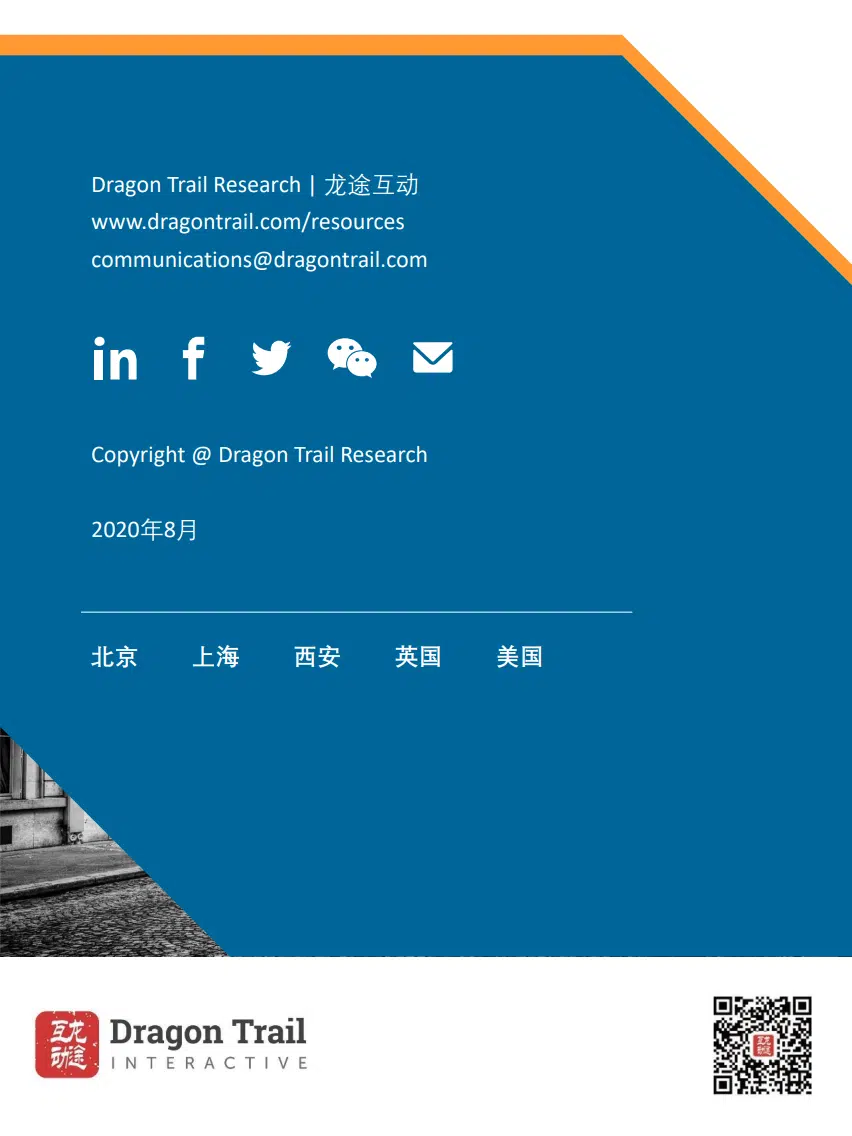 Dragon Trail Research | 龙途互动
www.dragontrail.com/resources
communications@dragontrail.com
Copyright @ Dragon Trail Research
2020年8月
北京 上海 西安 英国 美国
互龙
动途
Dragon Trail
INTERACTIVE